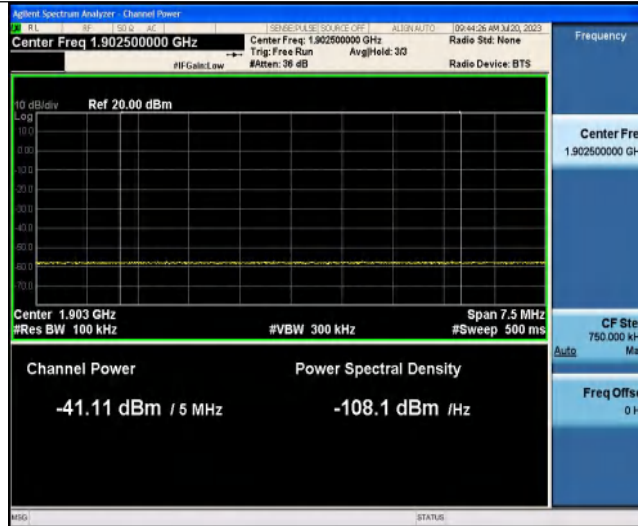 Agilent Spectrum Analyzer - Channel Power
RL RF 50 Ω AC SENSE:PULSE SOURCE OFF ALIGN AUTO 09:44:26 AM Jul 20, 2023
Center Freq 1.902500000 GHz
Center Freq: 1.902500000 GHz
Radio Std: None
Trig: Free Run Avg|Hold: 3/3
#IFGain:Low
#Atten: 36 dB
Radio Device: BTS
10 dB/div Ref 20.00 dBm
Log
10.0
0.00
-10.0
-20.0
-30.0
-40.0
-50.0
-60.0
-70.0
Center 1.903 GHz
Span 7.5 MHz
#Res BW 100 kHz
#VBW 300 kHz
#Sweep 500 ms
Channel Power
Power Spectral Density
-41.11 dBm / 5 MHz
-108.1 dBm /Hz
MSG
STATUS
Frequency
Center Fre
1.902500000 GH
CF Ste
750.000 kH
Auto Ma
Freq Offse
0 H